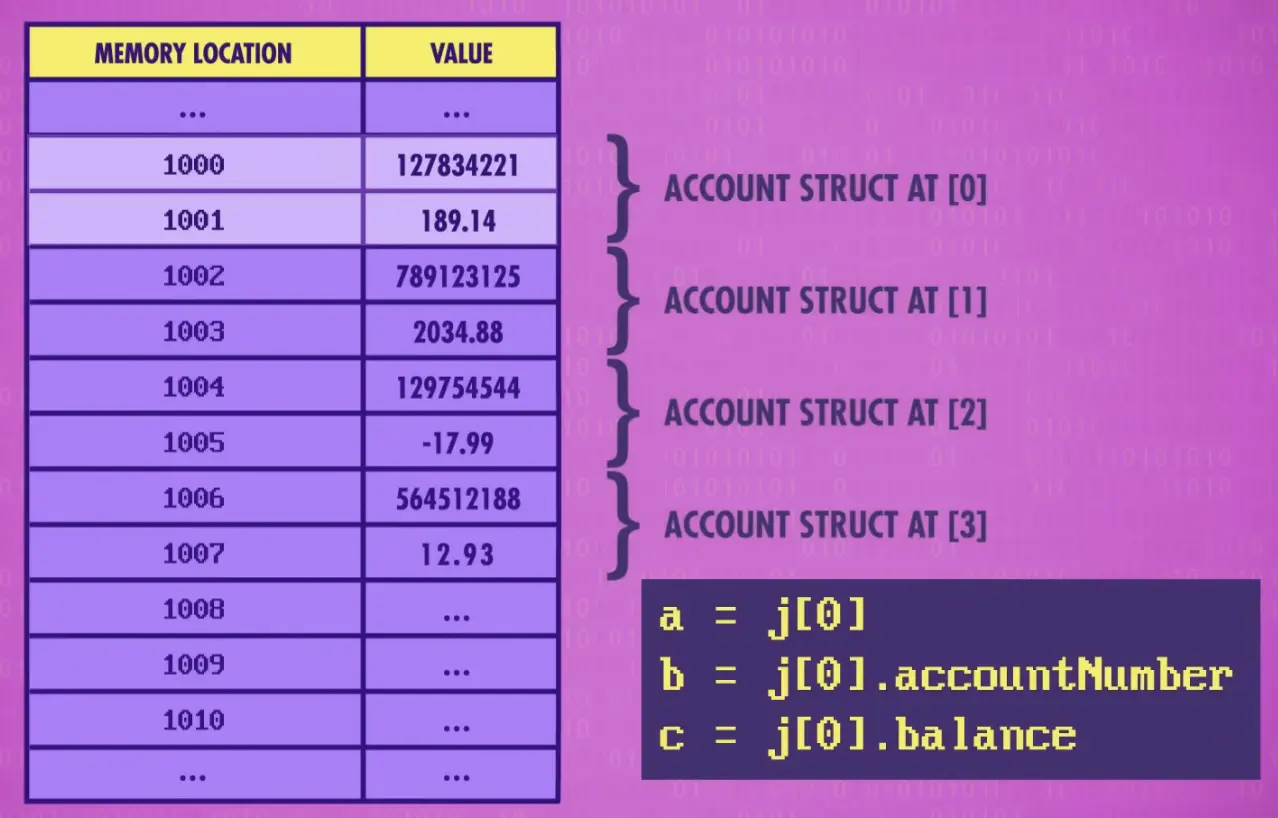 MEMORY LOCATION VALUE
... ...
1000 127834221
1001 189.14
ACCOUNT STRUCT AT [0]
1002 789123125
1003 2034.88
ACCOUNT STRUCT AT [1]
1004 129754544
1005 -17.99
ACCOUNT STRUCT AT [2]
1006 564512188
1007 12.93
ACCOUNT STRUCT AT [3]
1008 ...
1009 ...
1010 ...
... ...
a = j[0]
b = j[0].accountNumber
c = j[0].balance